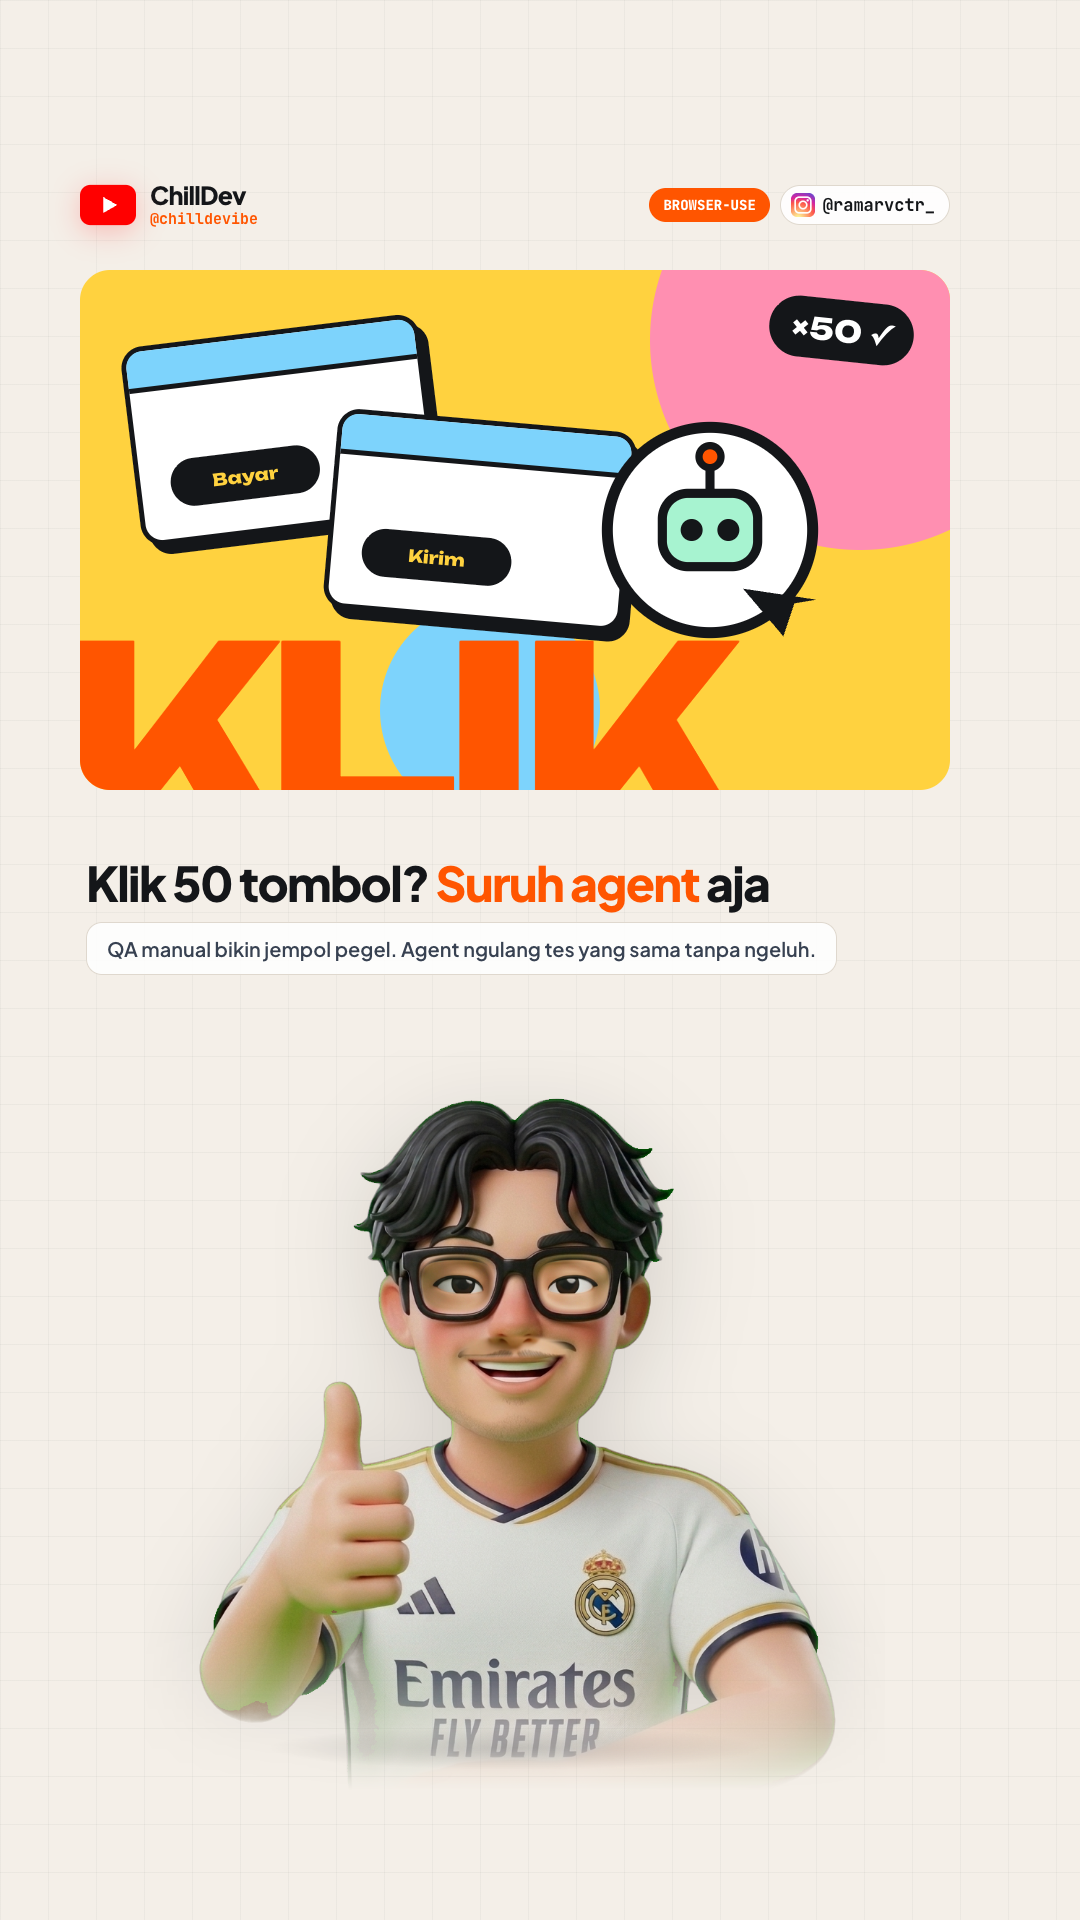 ChillDev
@chilldevibe
BROWSER-USE
@ramarvctr_
×50 ✓
Bayar
Kirim
KLIK
Klik 50 tombol? Suruh agent aja
QA manual bikin jempol pegel. Agent ngulang tes yang sama tanpa ngeluh.
Emirates
FLY BETTER